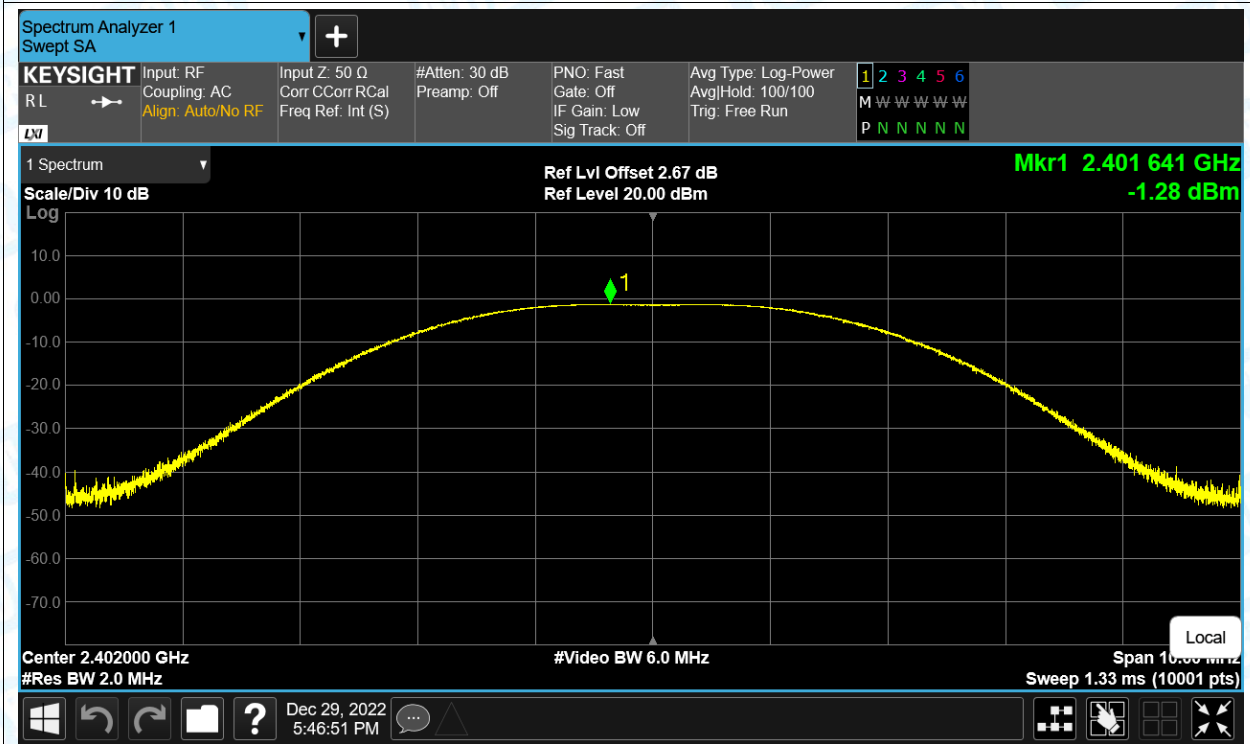 Spectrum Analyzer 1
Swept SA
KEYSIGHT
R L
LXI
Input: RF
Coupling: AC
Align: Auto/No RF
Input Z: 50 Ω
Corr CCorr RCal
Freq Ref: Int (S)
#Atten: 30 dB
Preamp: Off
PNO: Fast
Gate: Off
IF Gain: Low
Sig Track: Off
Avg Type: Log-Power
Avg|Hold: 100/100
Trig: Free Run
1 2 3 4 5 6
M W W W W W
P N N N N N
1 Spectrum
Scale/Div 10 dB
Log
Ref Lvl Offset 2.67 dB
Ref Level 20.00 dBm
Mkr1 2.401 641 GHz
-1.28 dBm
10.0
0.00
-10.0
-20.0
-30.0
-40.0
-50.0
-60.0
-70.0
1
Local
Center 2.402000 GHz
#Video BW 6.0 MHz
Span 10.00 MHz
#Res BW 2.0 MHz
Sweep 1.33 ms (10001 pts)
?
Dec 29, 2022
5:46:51 PM